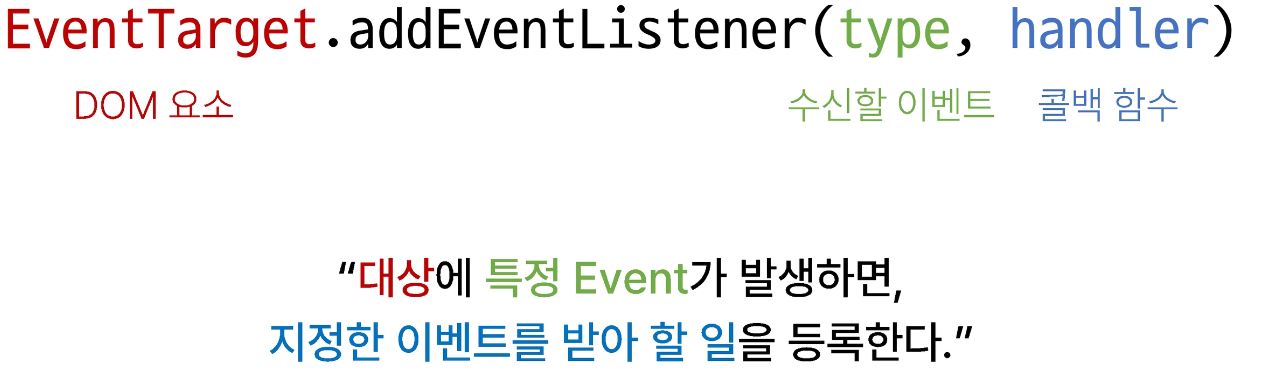 EventTarget.addEventListener(type, handler)
DOM 요소 수신할 이벤트 콜백 함수
“대상에 특정 Event가 발생하면,
지정한 이벤트를 받아 할 일을 등록한다.”